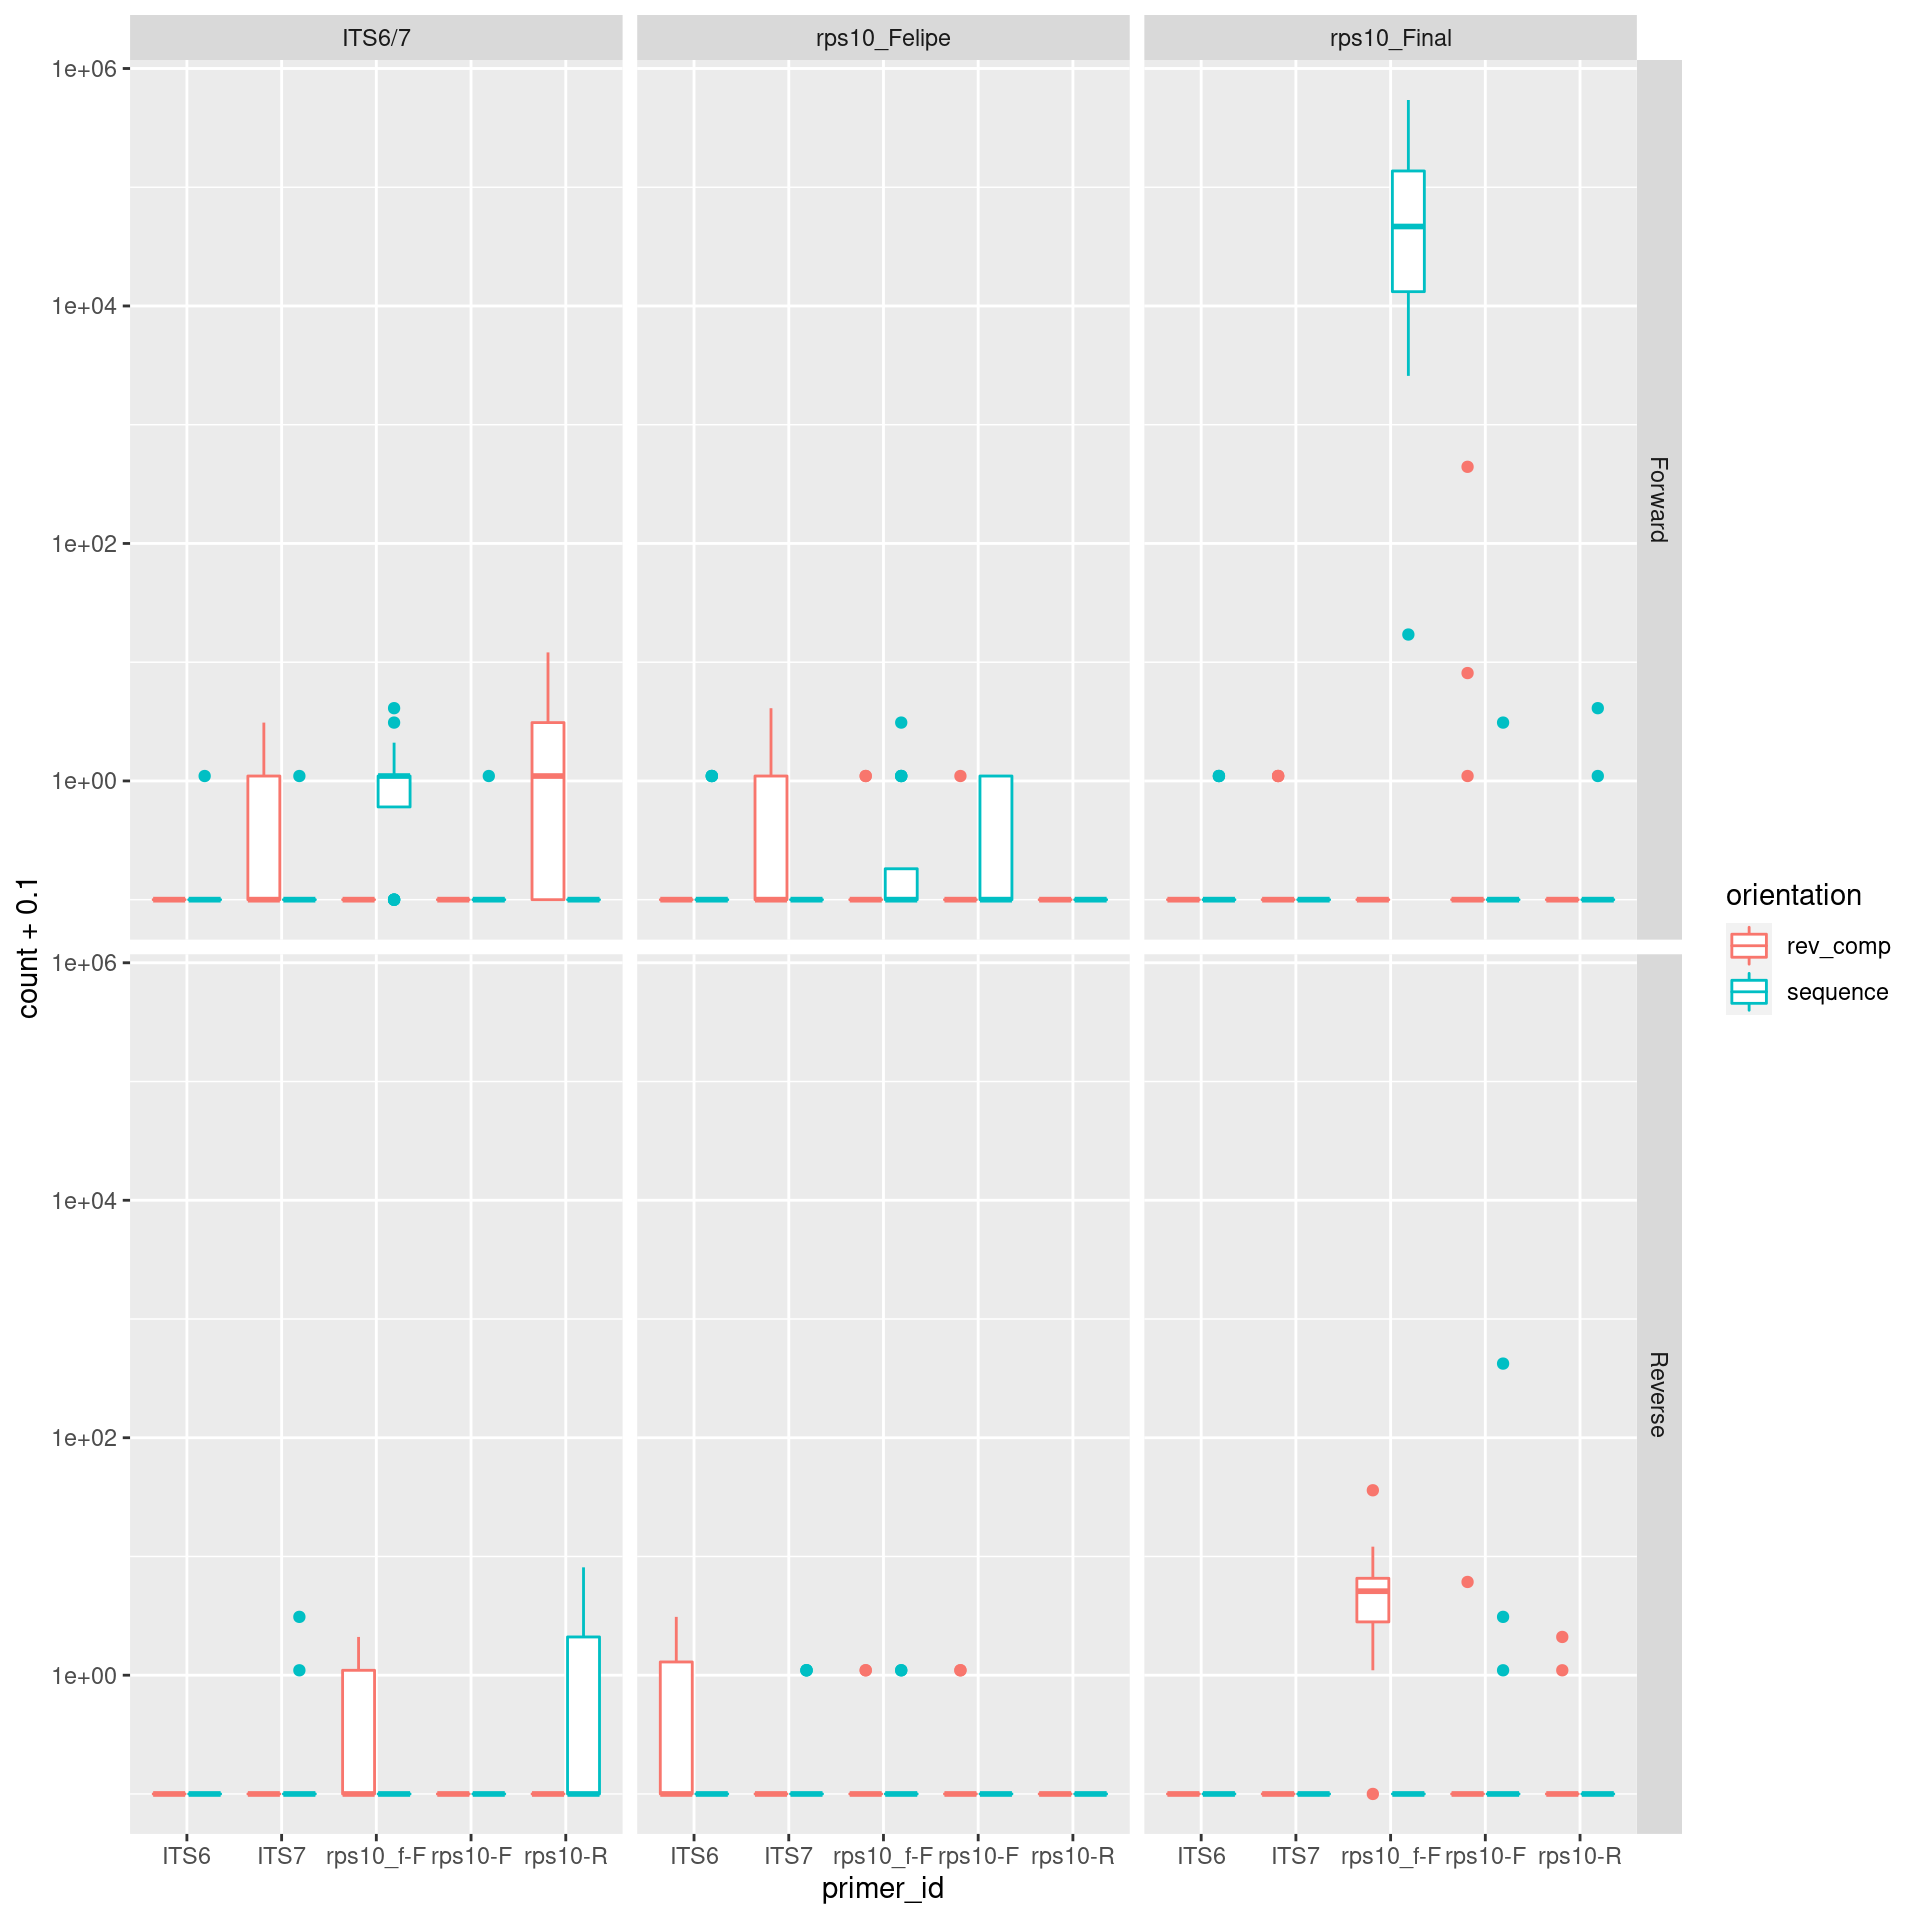 ITS6/7 rps10_Felipe rps10_Final
1e+06
1e+04
1e+02
1e+00
Forward
1e+06
1e+04
1e+02
1e+00
Reverse
count + 0.1
ITS6 ITS7 rps10_f-F rps10-F rps10-R ITS6 ITS7 rps10_f-F rps10-F rps10-R ITS6 ITS7 rps10_f-F rps10-F rps10-R
primer_id
orientation
rev_comp
sequence